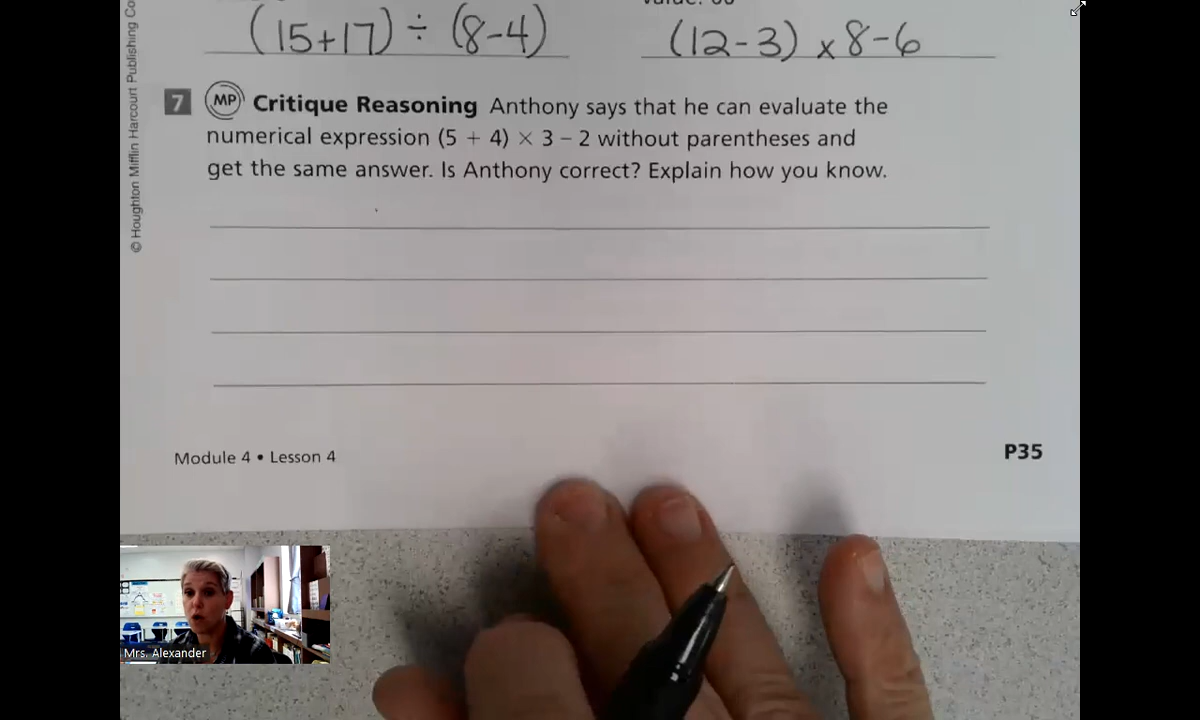 (15+17) ÷ (8-4)
(12-3) x 8-6
© Houghton Mifflin Harcourt Publishing Co
7 MP Critique Reasoning Anthony says that he can evaluate the
numerical expression (5 + 4) × 3 – 2 without parentheses and
get the same answer. Is Anthony correct? Explain how you know.
Module 4 • Lesson 4
P35
Mrs. Alexander